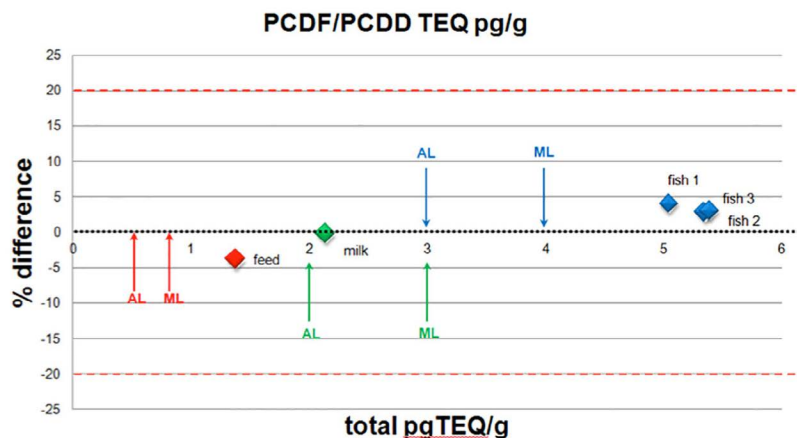 PCDF/PCDD TEQ pg/g
% difference
25
20
15
10
5
0
-5
-10
-15
-20
-25
AL
ML
fish 1
fish 3
fish 2
0 1 2 3 4 5 6
feed
milk
AL
ML
AL
ML
total pgTEQ/g